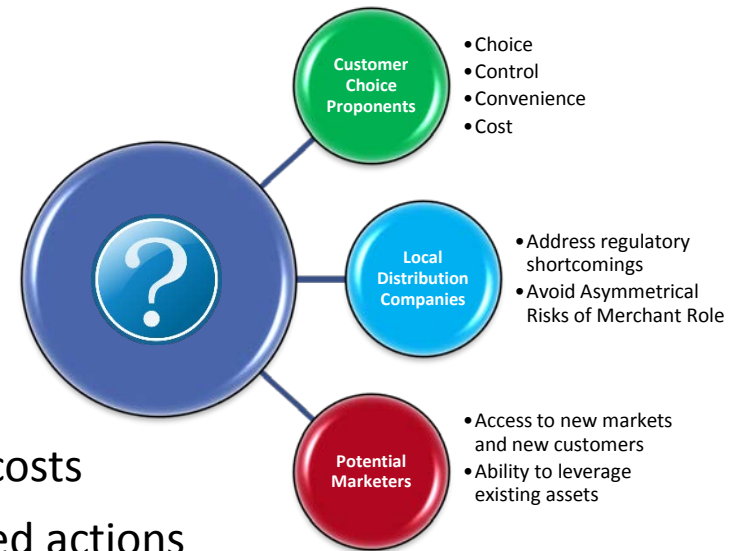 Customer
Choice
Proponents
•Choice
•Control
•Convenience
•Cost
?
Local
Distribution
Companies
•Address regulatory
shortcomings
•Avoid Asymmetrical
Risks of Merchant Role
Potential
Marketers
•Access to new markets
and new customers
•Ability to leverage
existing assets
costs
ed actions